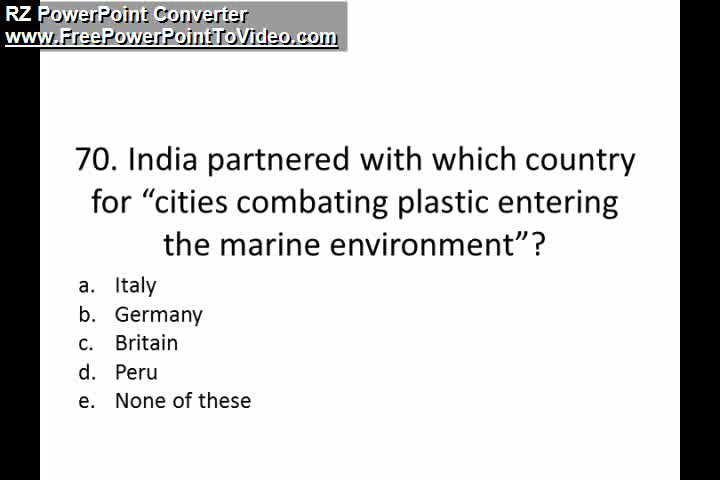 RZ PowerPoint Converter
www.FreePowerPointToVideo.com
70. India partnered with which country
for “cities combating plastic entering
the marine environment”?
a. Italy
b. Germany
c. Britain
d. Peru
e. None of these